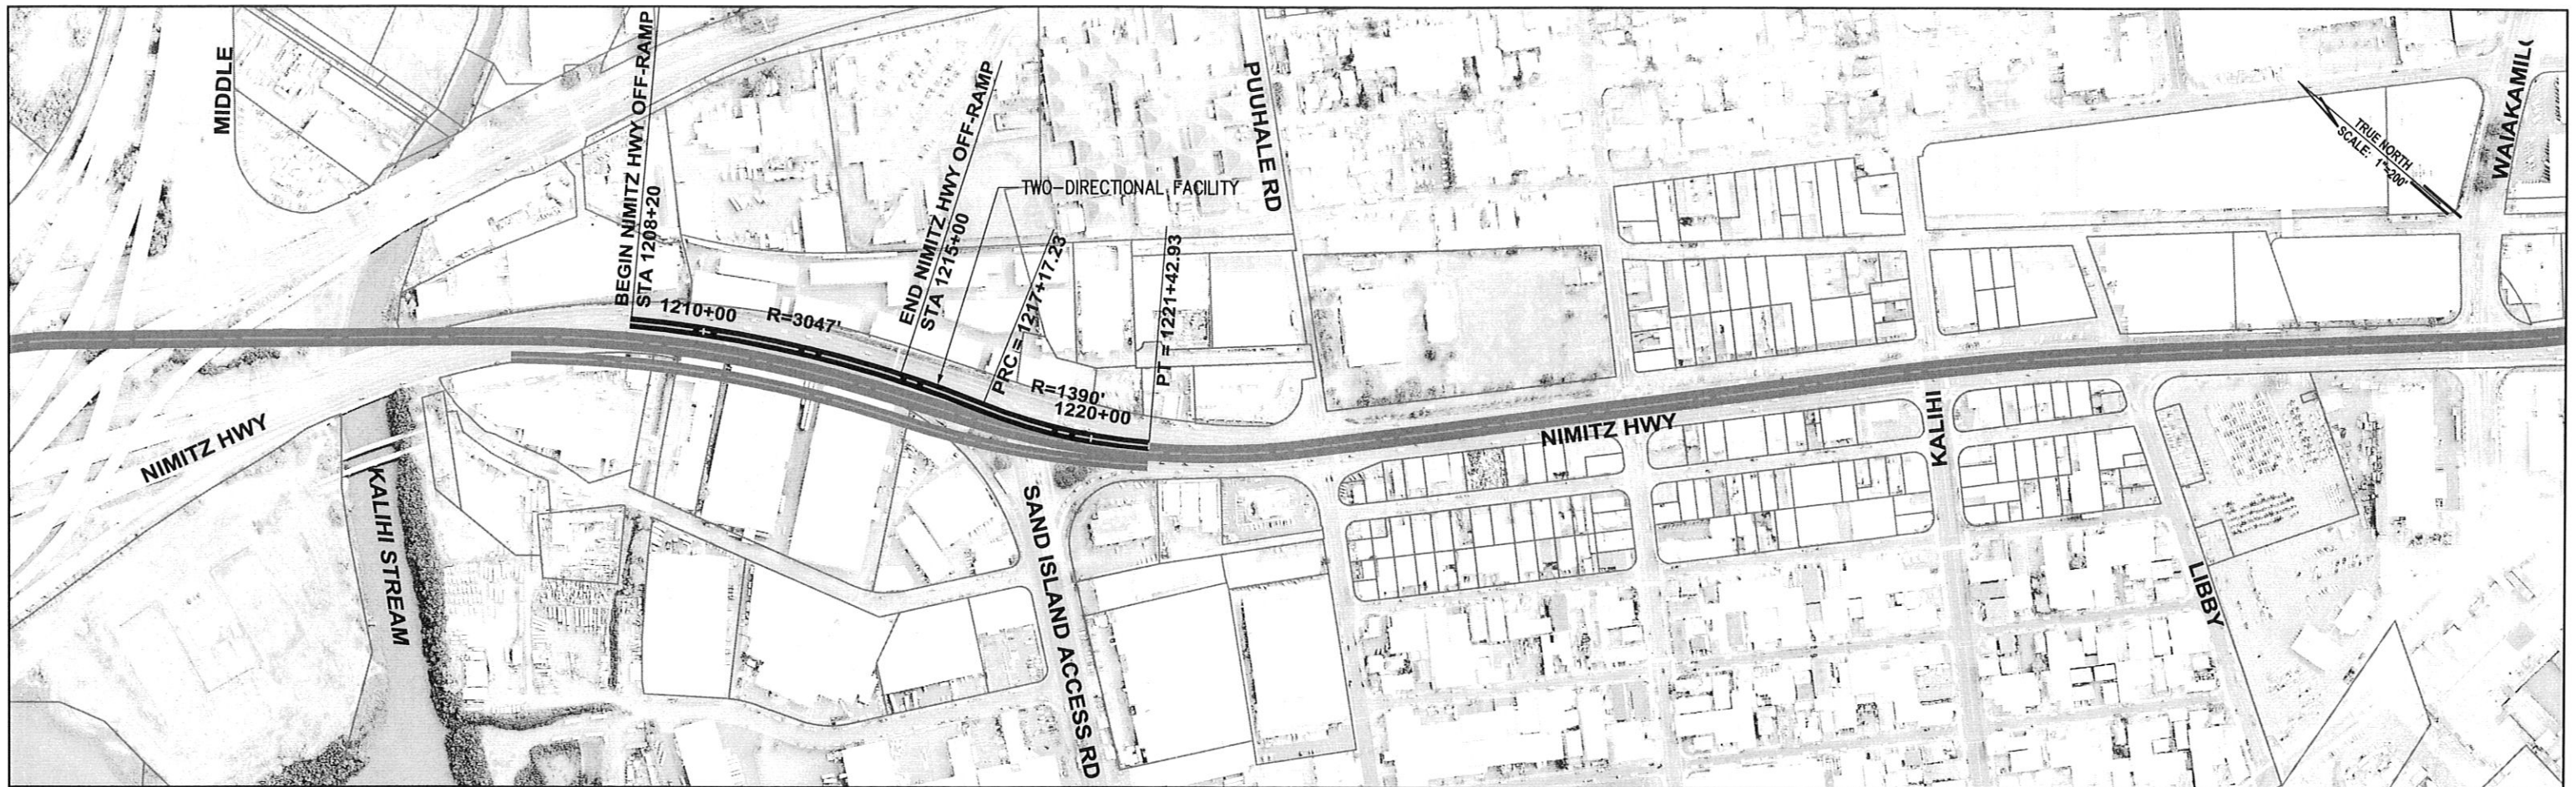 MIDDLE
BEGIN NIMITZ HWY OFF-RAMP
STA 1208+20
END NIMITZ HWY OFF-RAMP
STA 1215+00
TWO-DIRECTIONAL FACILITY
PUUHALE RD
TRUE NORTH
SCALE: 1"=200'
WAIAKAMIL(
1210+00
R=3047'
PRC = 1217+17.23
PT = 1221+42.93
R=1390'
1220+00
NIMITZ HWY
NIMITZ HWY
KALIHI
KALIHI STREAM
SAND ISLAND ACCESS RD
LIBBY